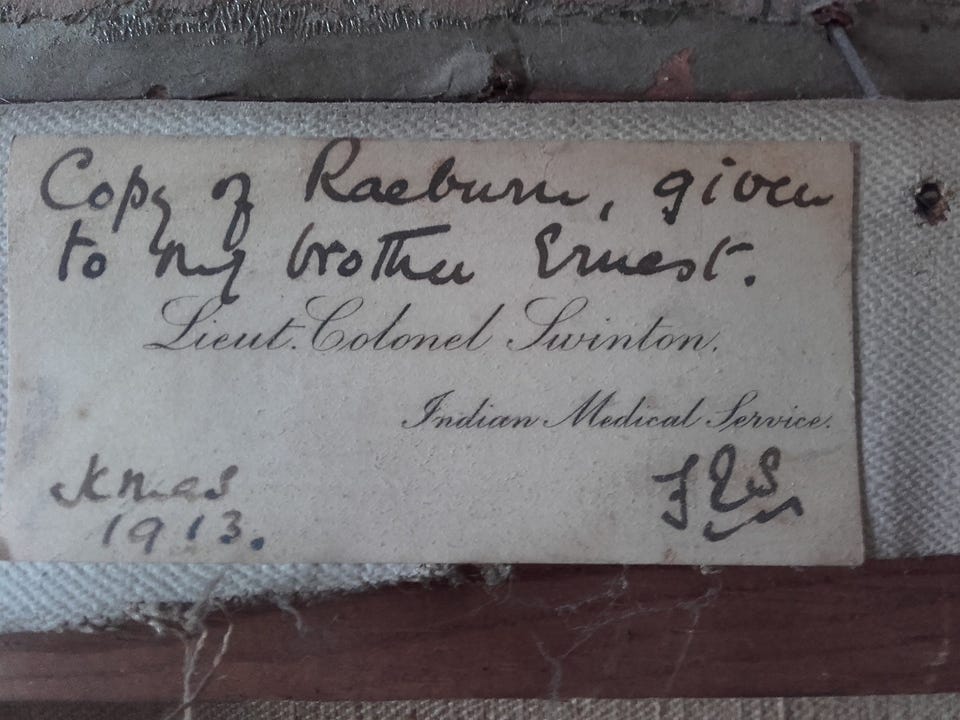 Copy of Raeburn, given
to my brother Ernest.
Lieut. Colonel Swinton.
Indian Medical Service.
Xmas
1913.